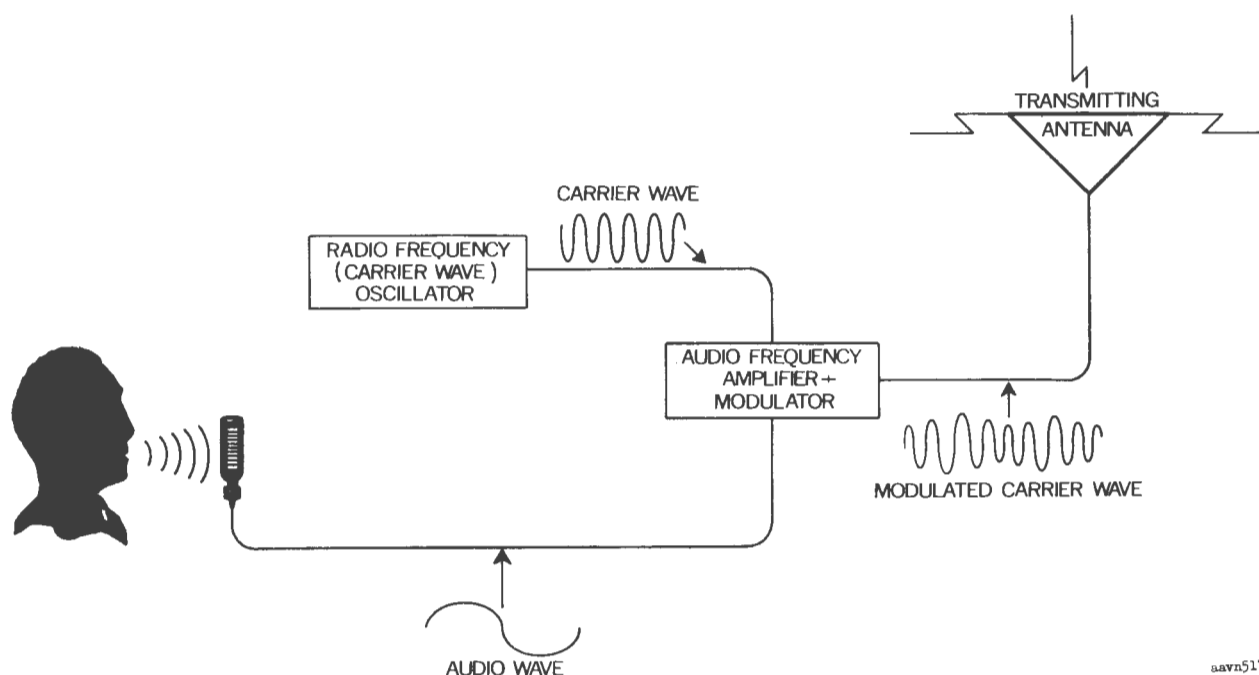 TRANSMITTING
ANTENNA
CARRIER WAVE
RADIO FREQUENCY
(CARRIER WAVE)
OSCILLATOR
AUDIO FREQUENCY
AMPLIFIER +
MODULATOR
MODULATED CARRIER WAVE
AUDIO WAVE